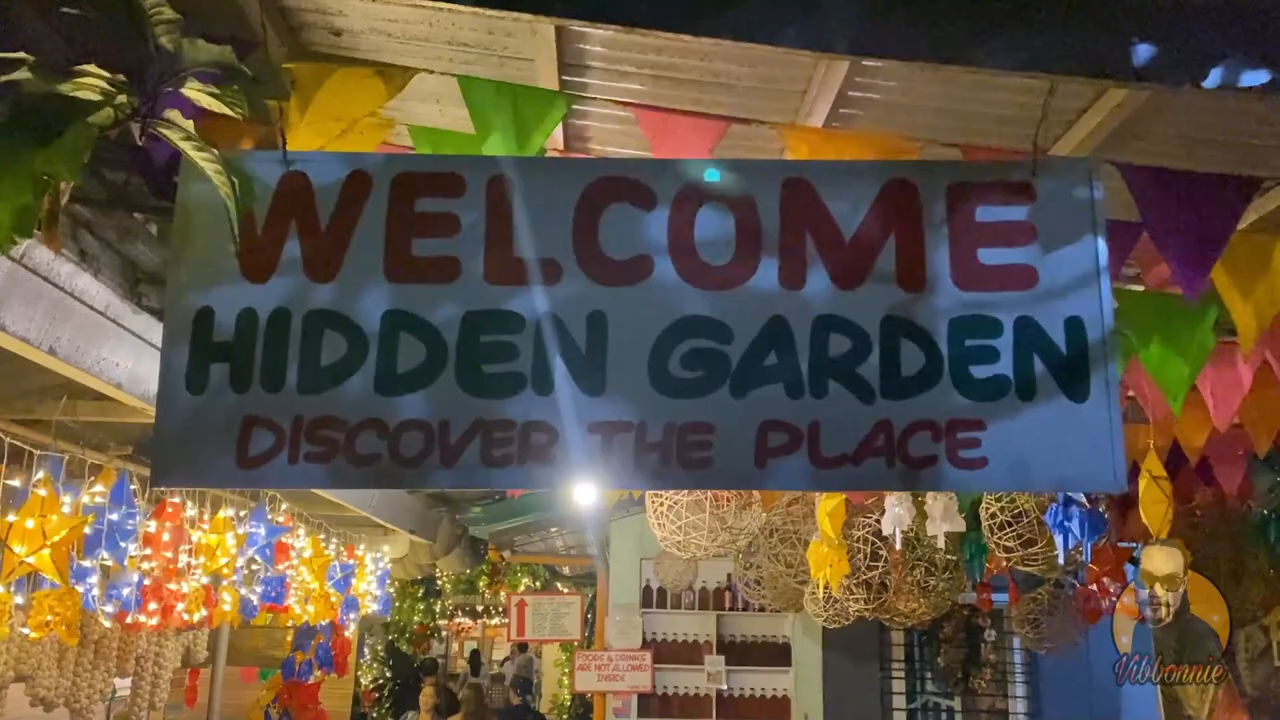 WELCOME
HIDDEN GARDEN
DISCOVER THE PLACE
FOODS & DRINKS
ARE NOT ALLOWED
INSIDE
Vibbonnie